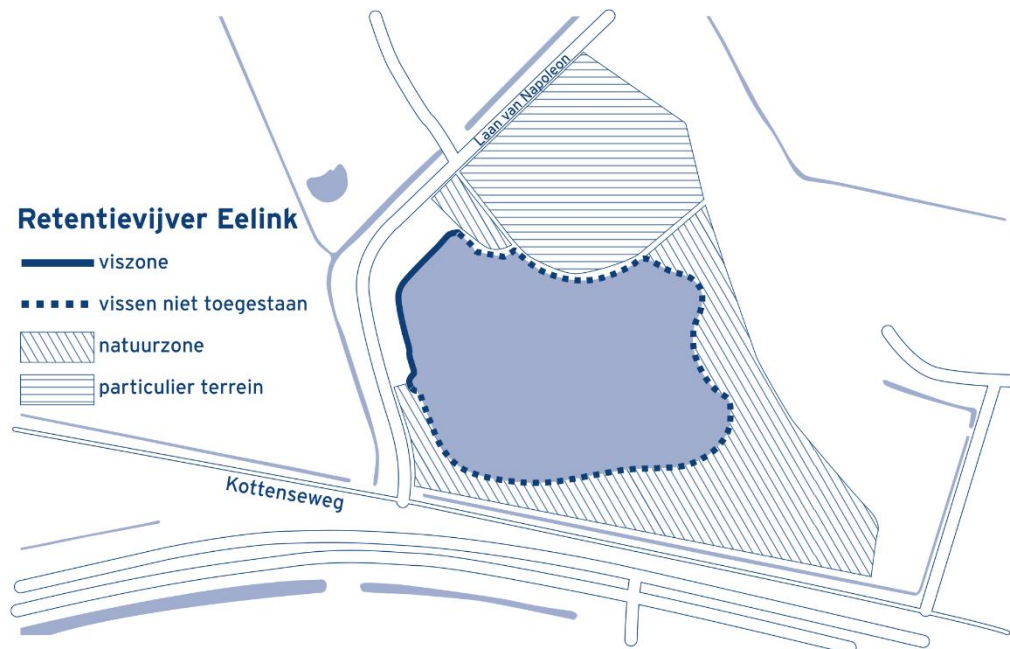 Laan van Napoleon
Retentievijver Eelink
viszone
vissen niet toegestaan
natuurzone
particulier terrein
Kottenseweg